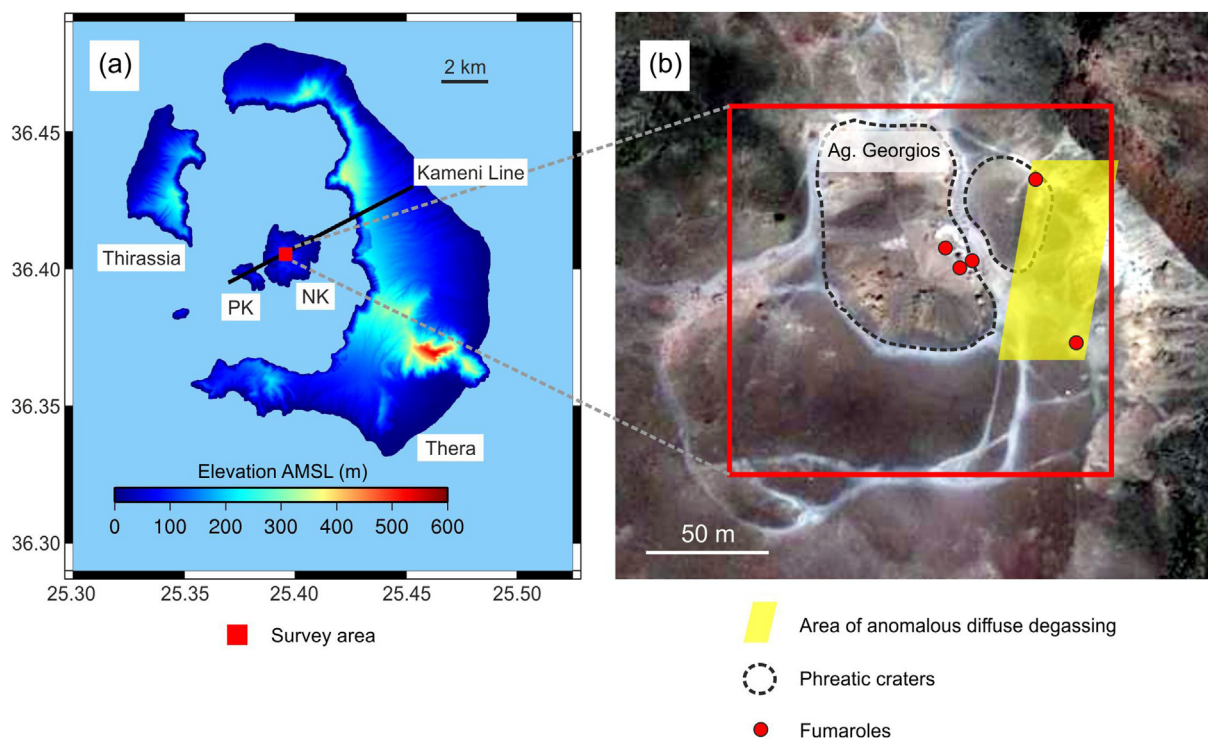 (a)
2 km
36.45
Kameni Line
Thirassia
36.40
PK
NK
36.35
Thera
Elevation AMSL (m)
0 100 200 300 400 500 600
36.30
25.30 25.35 25.40 25.45 25.50
Survey area
(b)
Ag. Georgios
50 m
Area of anomalous diffuse degassing
Phreatic craters
Fumaroles